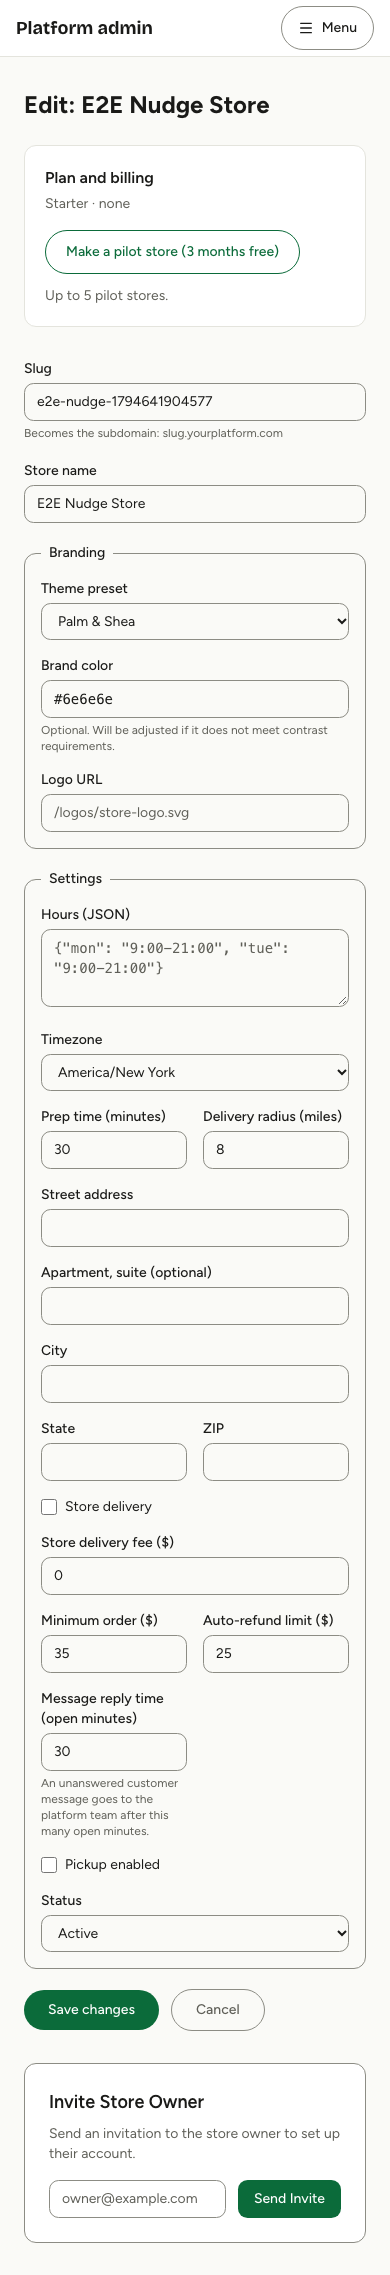 Platform admin
Menu
Edit: E2E Nudge Store
Plan and billing
Starter · none
Make a pilot store (3 months free)
Up to 5 pilot stores.
Slug
e2e-nudge-1794641904577
Becomes the subdomain: slug.yourplatform.com
Store name
E2E Nudge Store
Branding
Theme preset
Palm & Shea
Brand color
#6e6e6e
Optional. Will be adjusted if it does not meet contrast
requirements.
Logo URL
/logos/store-logo.svg
Settings
Hours (JSON)
{"mon": "9:00-21:00", "tue":
"9:00-21:00"}
Timezone
America/New York
Prep time (minutes) Delivery radius (miles)
30 8
Street address
Apartment, suite (optional)
City
State ZIP
Store delivery
Store delivery fee ($)
0
Minimum order ($) Auto-refund limit ($)
35 25
Message reply time
(open minutes)
30
An unanswered customer
message goes to the
platform team after this
many open minutes.
Pickup enabled
Status
Active
Save changes Cancel
Invite Store Owner
Send an invitation to the store owner to set up
their account.
owner@example.com Send Invite